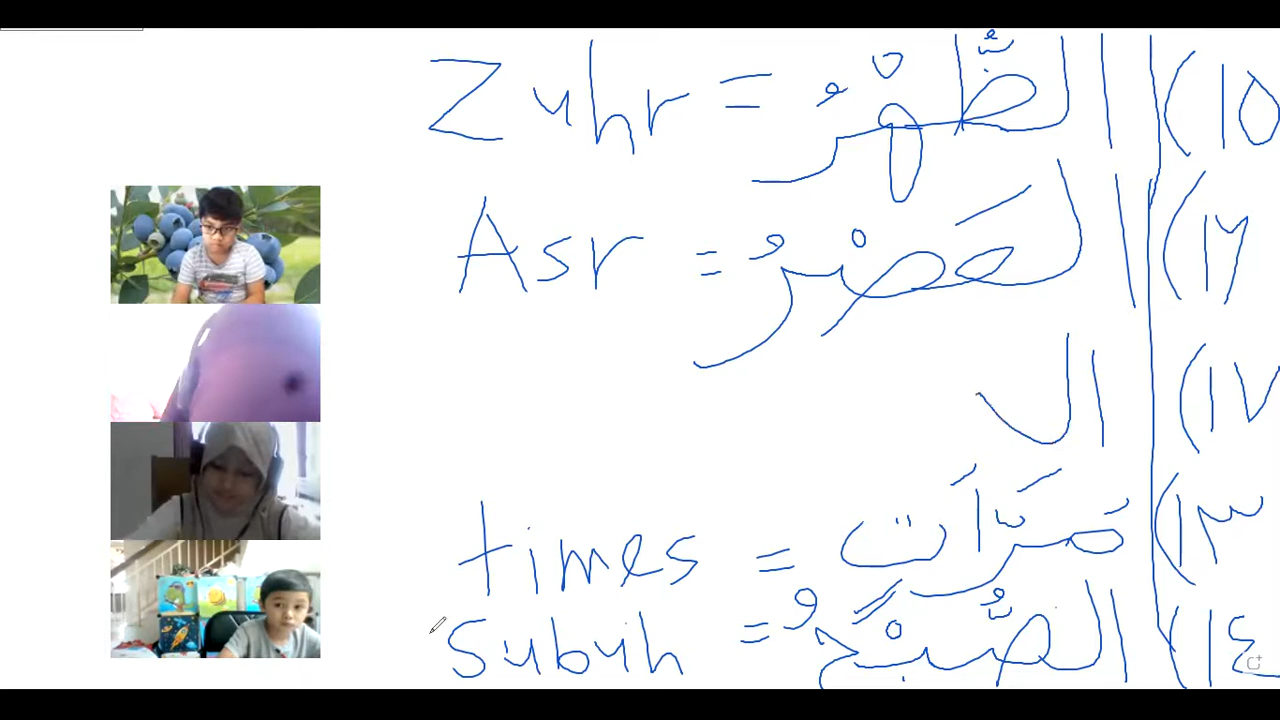 Zuhr = الظُّهْرُ (١٥
Asr = العَصْرُ (١٦
ال (١٧
times = مَرَّاتٍ (١٣
Subuh = الصُّبْحُ (١٤